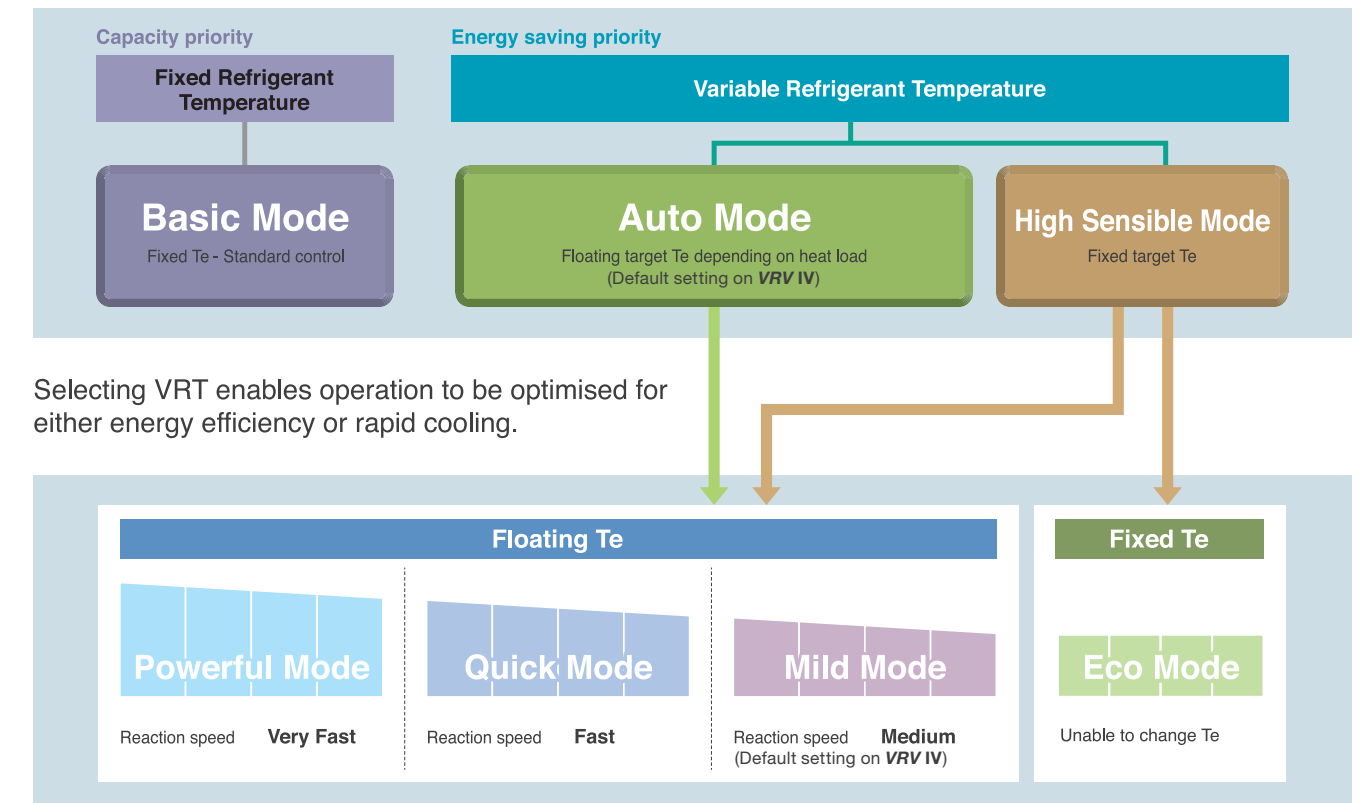 Capacity priority
Fixed Refrigerant
Temperature
Energy saving priority
Variable Refrigerant Temperature
Basic Mode
Fixed Te - Standard control
Auto Mode
Floating target Te depending on heat load
(Default setting on VRV IV)
High Sensible Mode
Fixed target Te
Selecting VRT enables operation to be optimised for
either energy efficiency or rapid cooling.
Floating Te
Powerful Mode
Reaction speed Very Fast
Quick Mode
Reaction speed Fast
Mild Mode
Reaction speed Medium
(Default setting on VRV IV)
Fixed Te
Eco Mode
Unable to change Te